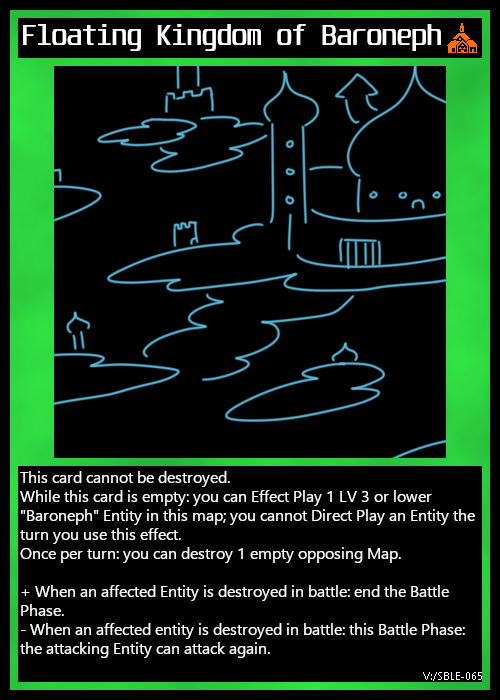 Floating Kingdom of Baroneph
This card cannot be destroyed.
While this card is empty: you can Effect Play 1 LV 3 or lower
"Baroneph" Entity in this map; you cannot Direct Play an Entity the
turn you use this effect.
Once per turn: you can destroy 1 empty opposing Map.
+ When an affected Entity is destroyed in battle: end the Battle
Phase.
- When an affected entity is destroyed in battle: this Battle Phase:
the attacking Entity can attack again.
V:/SBLE-065